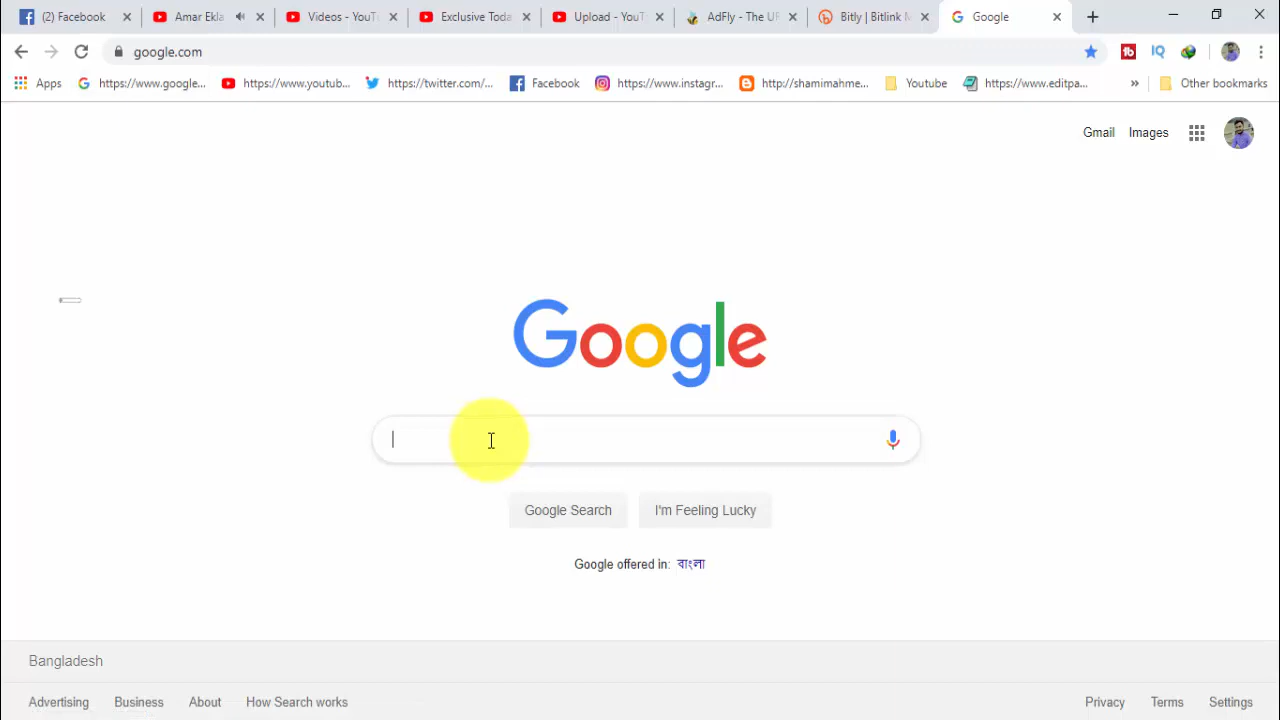 (2) Facebook
Amar Ekla
Videos - YouT
Exclusive Toda
Upload - YouT
AdFly - The UR
Bitly | Bitlink M
Google
google.com
Apps
https://www.google...
https://www.youtub...
https://twitter.com/...
Facebook
https://www.instagr...
http://shamimahme...
Youtube
https://www.editpa...
»
Other bookmarks
Gmail
Images
Google
Google Search
I'm Feeling Lucky
Google offered in: বাংলা
Bangladesh
Advertising
Business
About
How Search works
Privacy
Terms
Settings